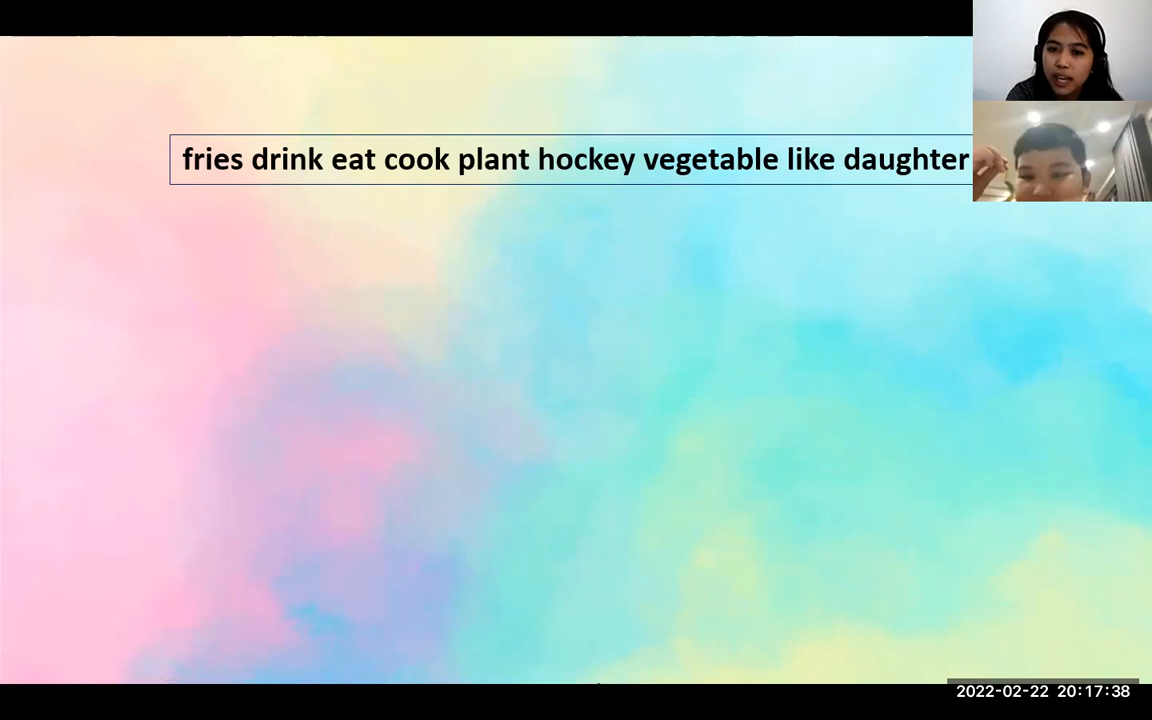 fries drink eat cook plant hockey vegetable like daughter
2022-02-22 20:17:38